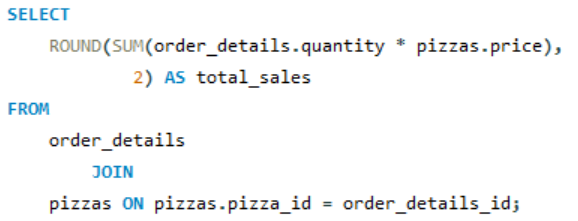 SELECT
ROUND(SUM(order_details.quantity * pizzas.price),
2) AS total_sales
FROM
order_details
JOIN
pizzas ON pizzas.pizza_id = order_details_id;